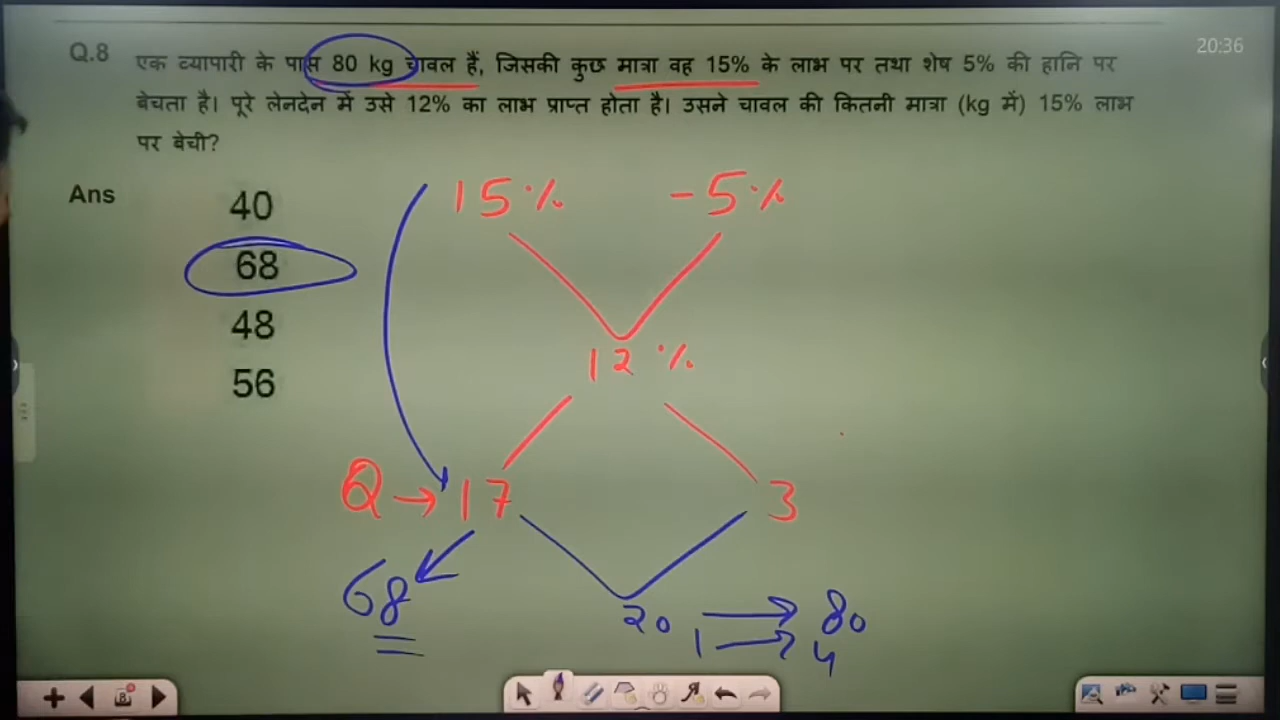 20:36
Q.8 एक व्यापारी के पास 80 kg चावल हैं, जिसकी कुछ मात्रा वह 15% के लाभ पर तथा शेष 5% की हानि पर
बेचता है। पूरे लेनदेन में उसे 12% का लाभ प्राप्त होता है। उसने चावल की कितनी मात्रा (kg में) 15% लाभ
पर बेची?
Ans
40
68
48
56
15% -5%
12%
Q → 17 3
68
20 → 80
1 → 4